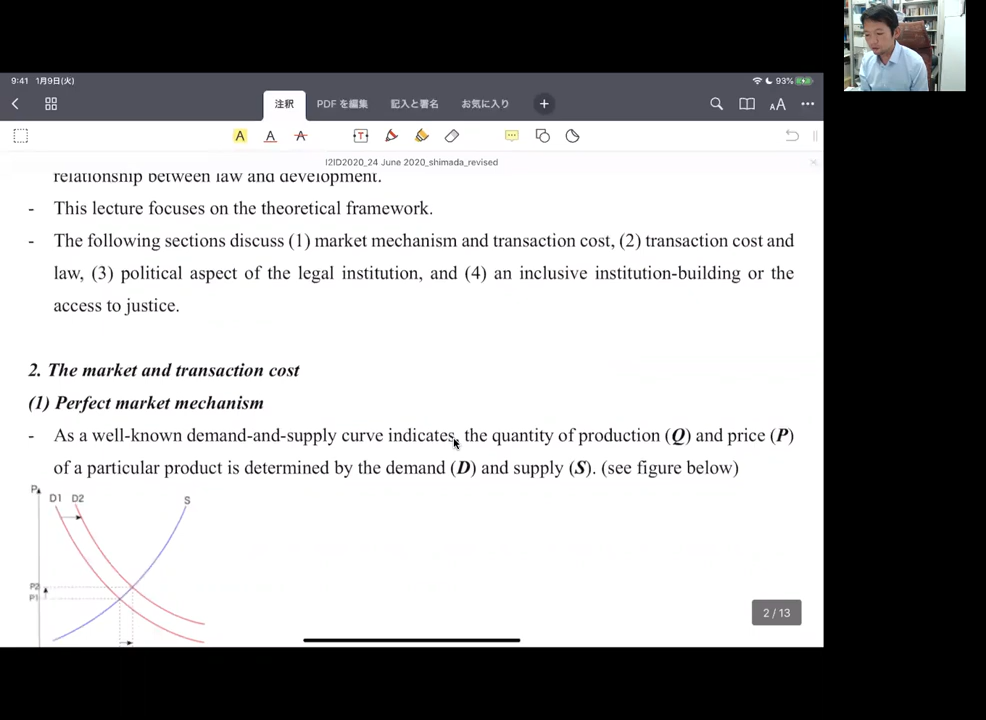 9:41 1月9日(火) 93%
注釈 PDF を編集 記入と署名 お気に入り
I2ID2020_24 June 2020_shimada_revised
relationship between law and development.
- This lecture focuses on the theoretical framework.
- The following sections discuss (1) market mechanism and transaction cost, (2) transaction cost and
law, (3) political aspect of the legal institution, and (4) an inclusive institution-building or the
access to justice.
2. The market and transaction cost
(1) Perfect market mechanism
- As a well-known demand-and-supply curve indicates, the quantity of production (Q) and price (P)
of a particular product is determined by the demand (D) and supply (S). (see figure below)
P D1 D2 S
P2
P1
2 / 13